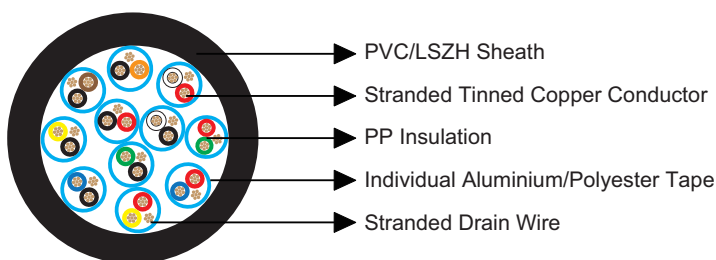 PVC/LSZH Sheath
Stranded Tinned Copper Conductor
PP Insulation
Individual Aluminium/Polyester Tape
Stranded Drain Wire